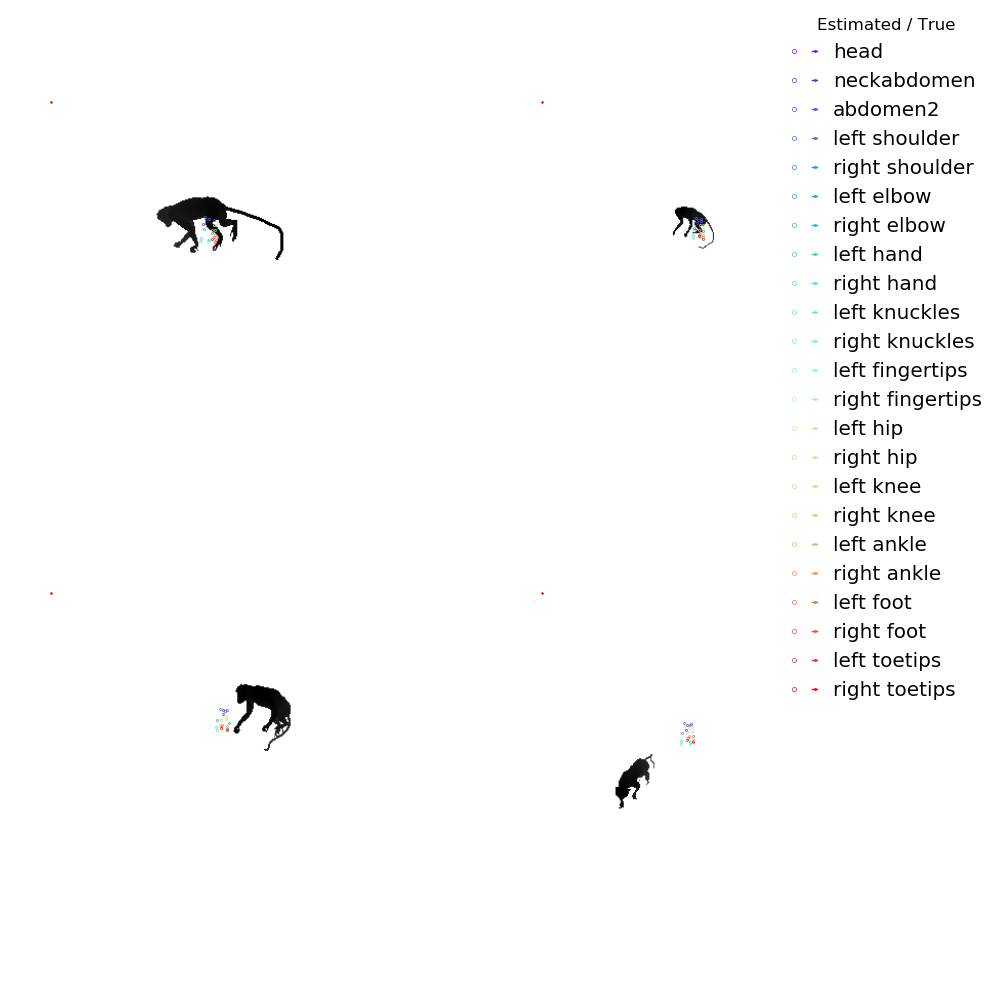 Estimated / True
head
neckabdomen
abdomen2
left shoulder
right shoulder
left elbow
right elbow
left hand
right hand
left knuckles
right knuckles
left fingertips
right fingertips
left hip
right hip
left knee
right knee
left ankle
right ankle
left foot
right foot
left toetips
right toetips